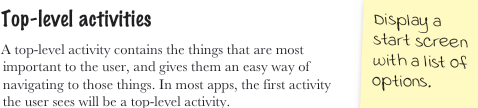 Top-level activities
A top-level activity contains the things that are most
important to the user, and gives them an easy way of
navigating to those things. In most apps, the first activity
the user sees will be a top-level activity.
Display a
start screen
with a list of
options.